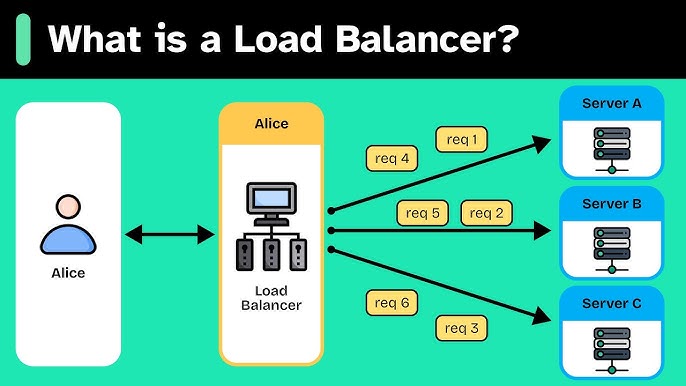 What is a Load Balancer?
Alice
Alice
Load
Balancer
req 1
req 4
req 5
req 2
req 6
req 3
Server A
Server B
Server C